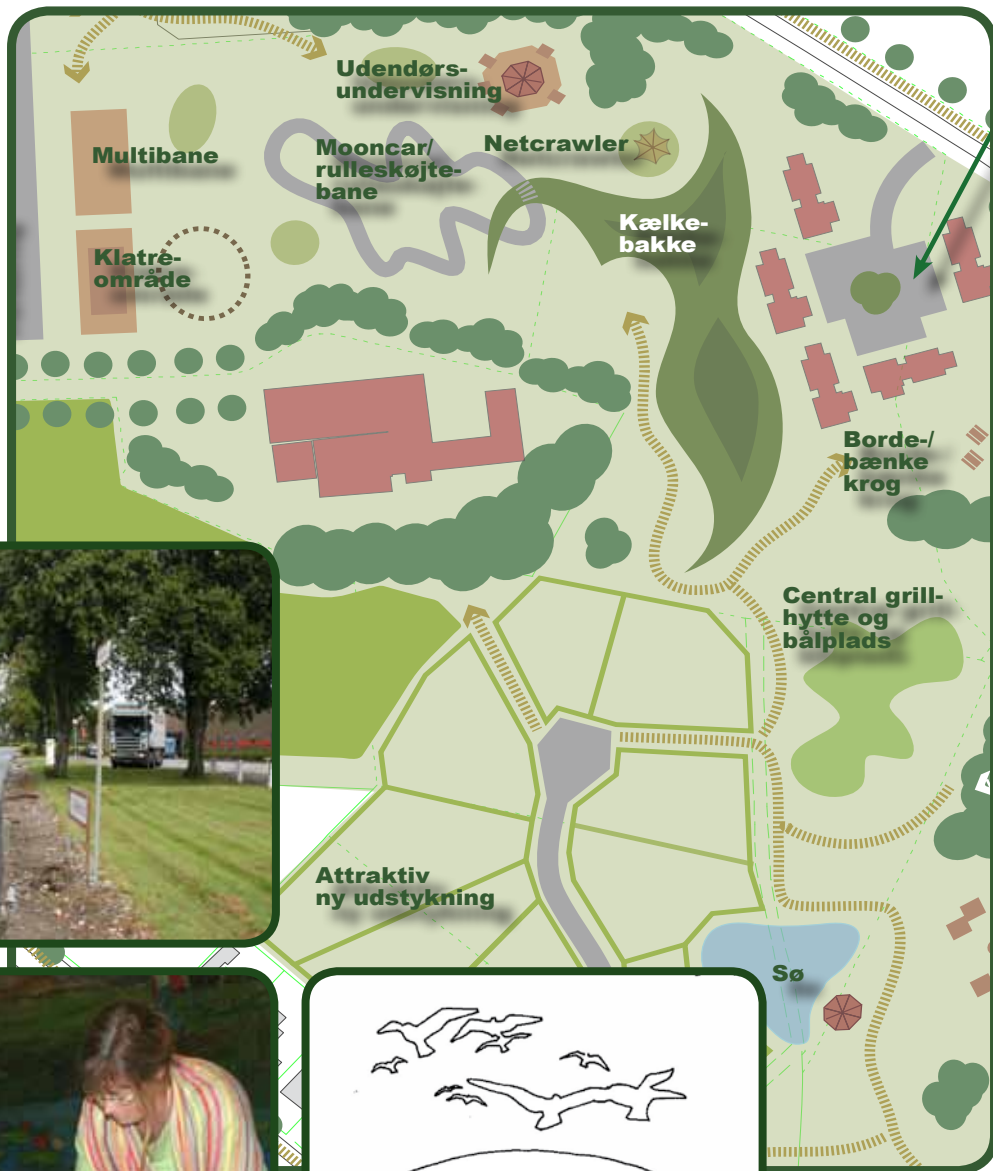 Udendørs-
undervisning
Multibane
Mooncar/
rulleskøjte-
bane
Netcrawler
Kælke-
bakke
Klatre-
område
Borde-/
bænke
krog
Central grill-
hytte og
bålplads
Attraktiv
ny udstykning
Sø